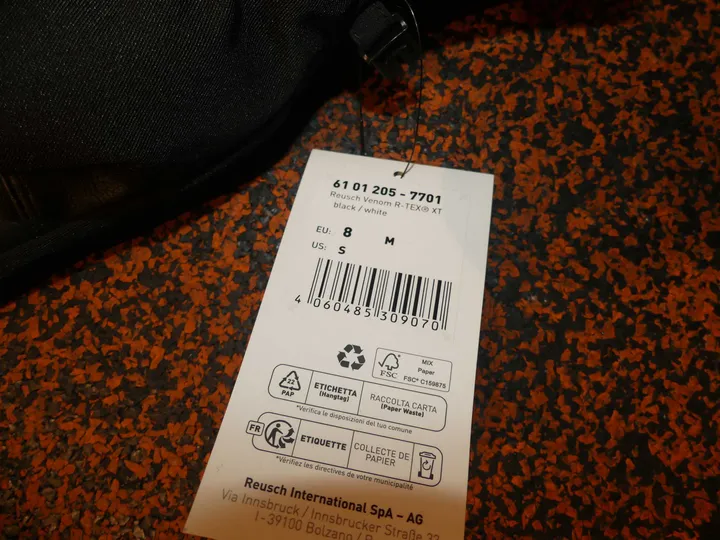 61 01 205 - 7701
Reusch Venom R-TEX® XT
black / white
EU: 8 M
US: S
4 060485 309070
FSC
MIX
Paper
FSC® C159875
22
PAP
ETICHETTA
(Hangtag)
RACCOLTA CARTA
(Paper Waste)
*Verifica le disposizioni del tuo comune
FR
ETIQUETTE
COLLECTE DE
PAPIER
*Vérifiez les directives de votre municipalité
Reusch International SpA – AG
Via Innsbruck / Innsbrucker Straße 33
I-39100 Bolzano /